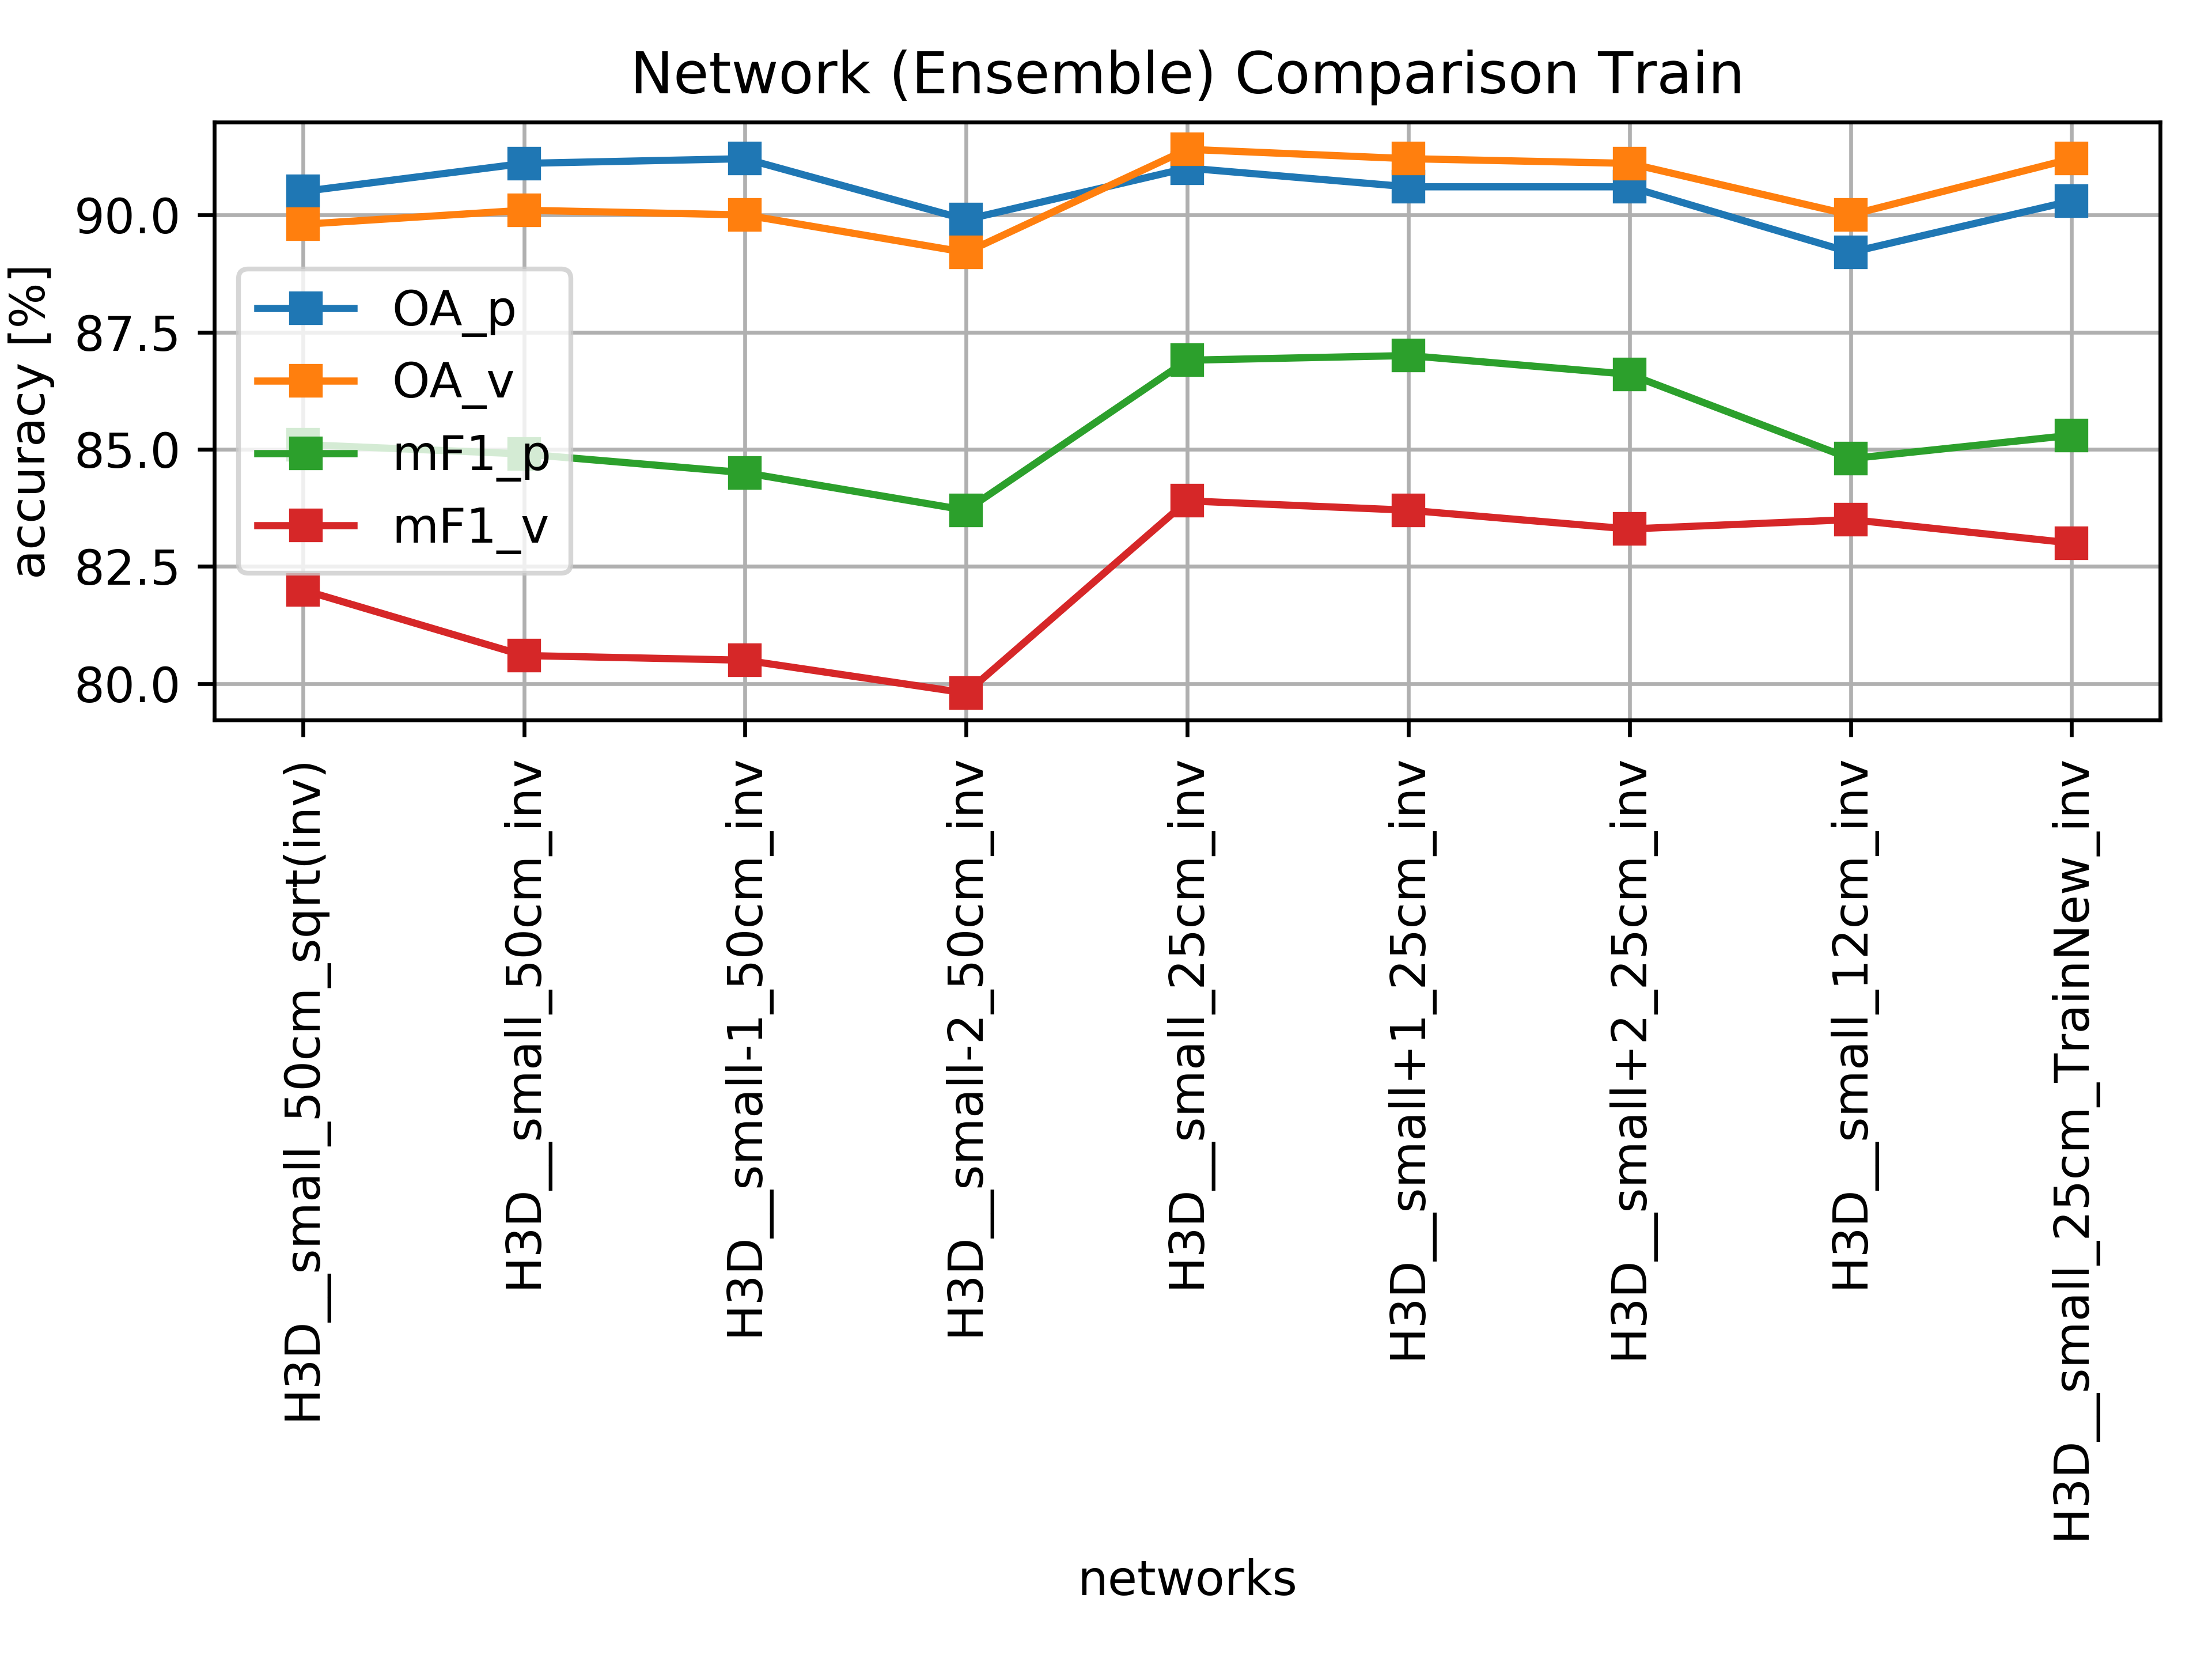 Network (Ensemble) Comparison Train
accuracy [%]
90.0
87.5
85.0
82.5
80.0
OA_p
OA_v
mF1_p
mF1_v
H3D__small_50cm_sqrt(inv)
H3D__small_50cm_inv
H3D__small-1_50cm_inv
H3D__small-2_50cm_inv
H3D__small_25cm_inv
H3D__small+1_25cm_inv
H3D__small+2_25cm_inv
H3D__small_12cm_inv
H3D__small_25cm_TrainNew_inv
networks